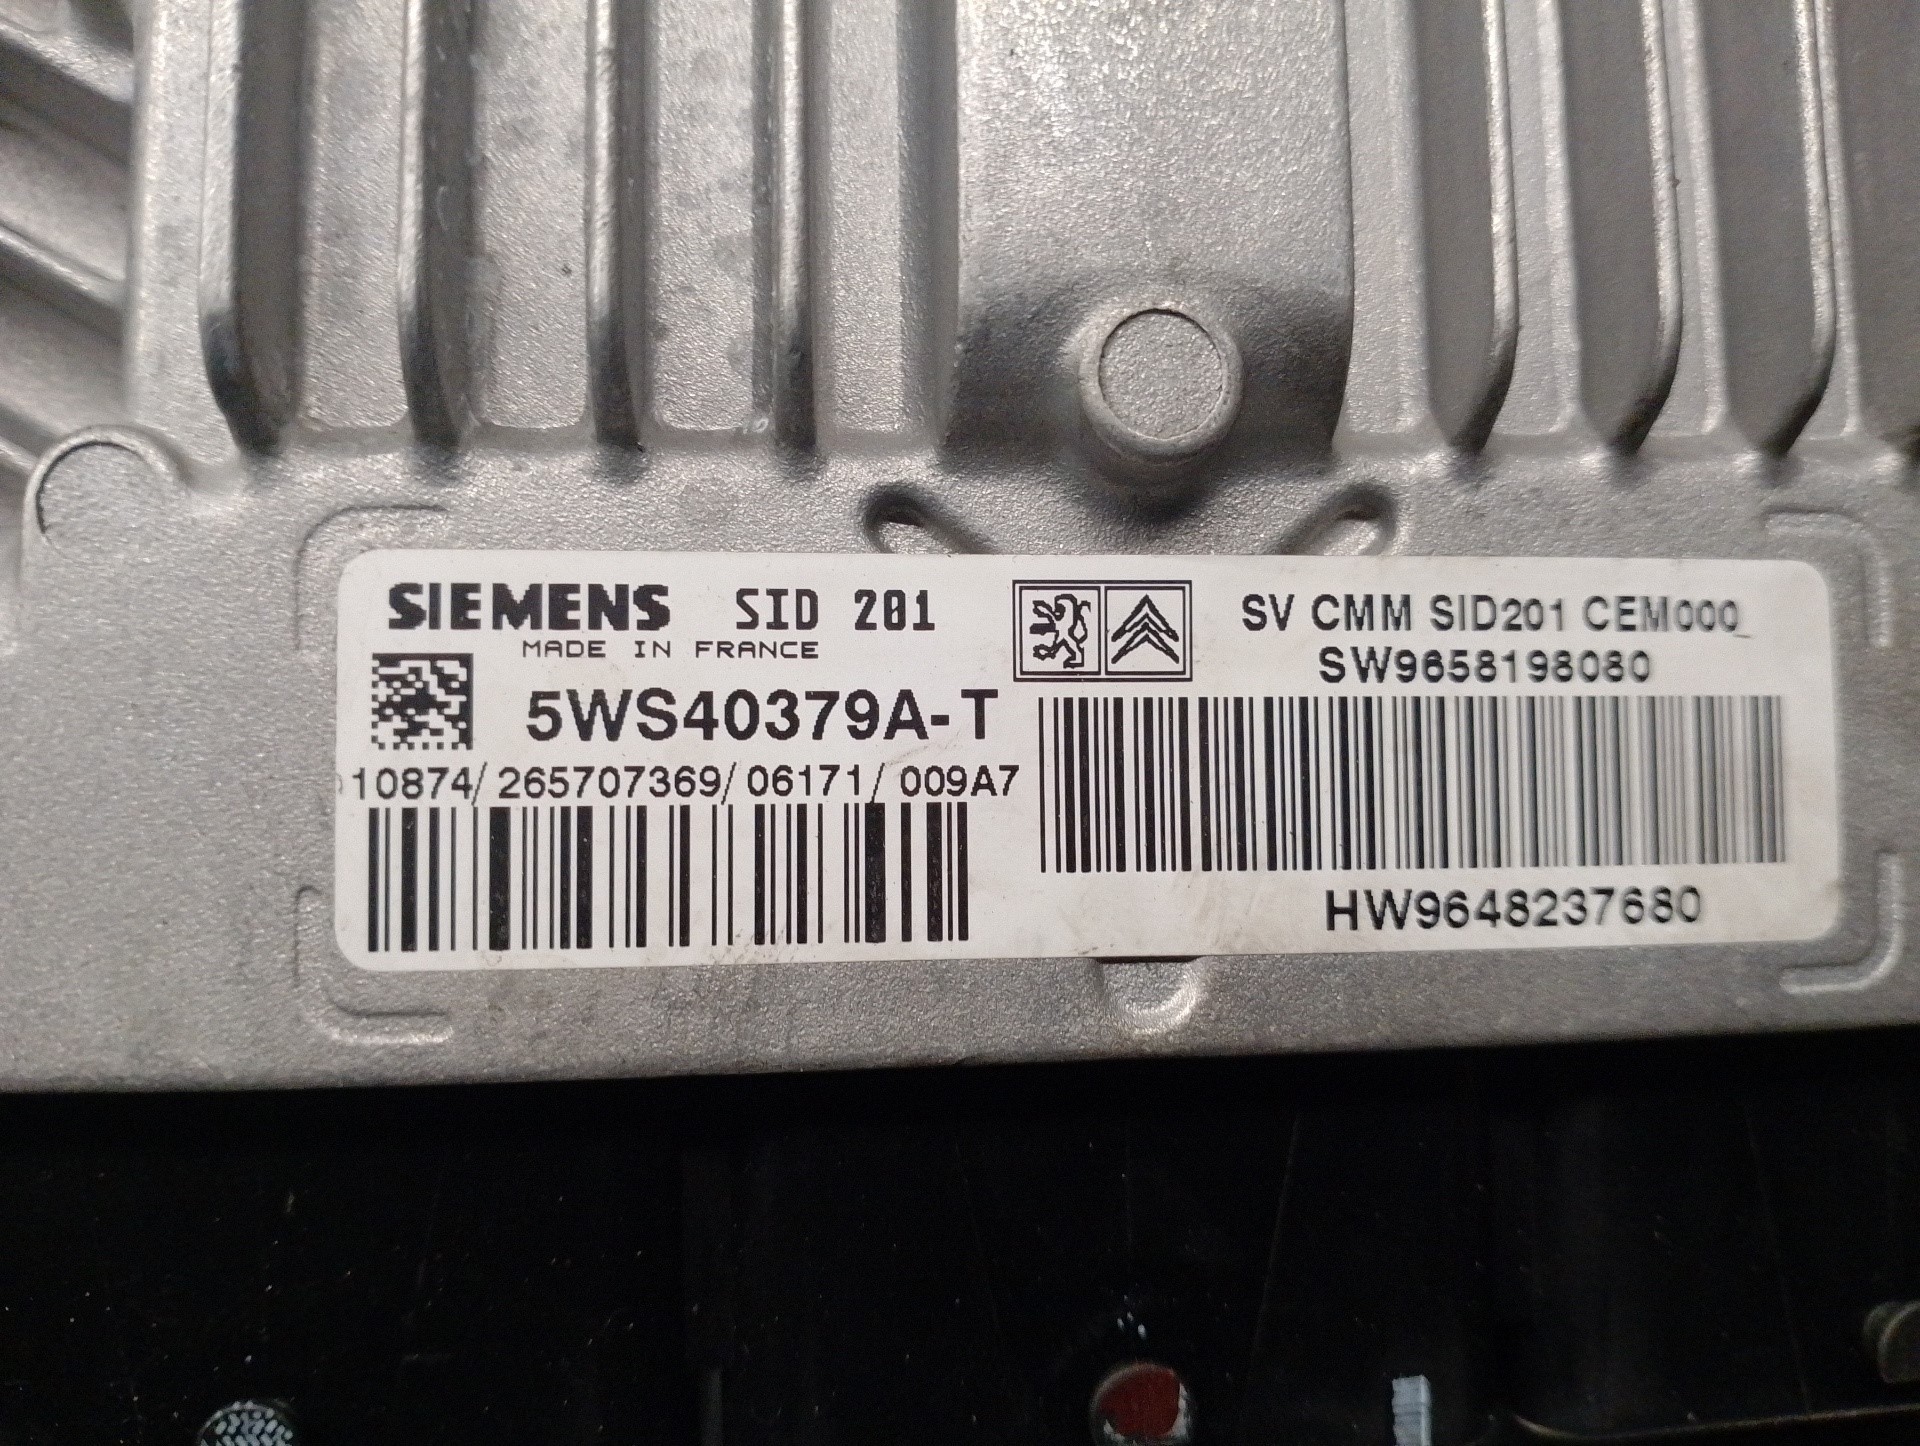 SIEMENS SID 201
MADE IN FRANCE
5WS40379A-T
10874/265707369/06171/009A7
SV CMM SID201 CEM000_
SW9658198080
HW9648237680